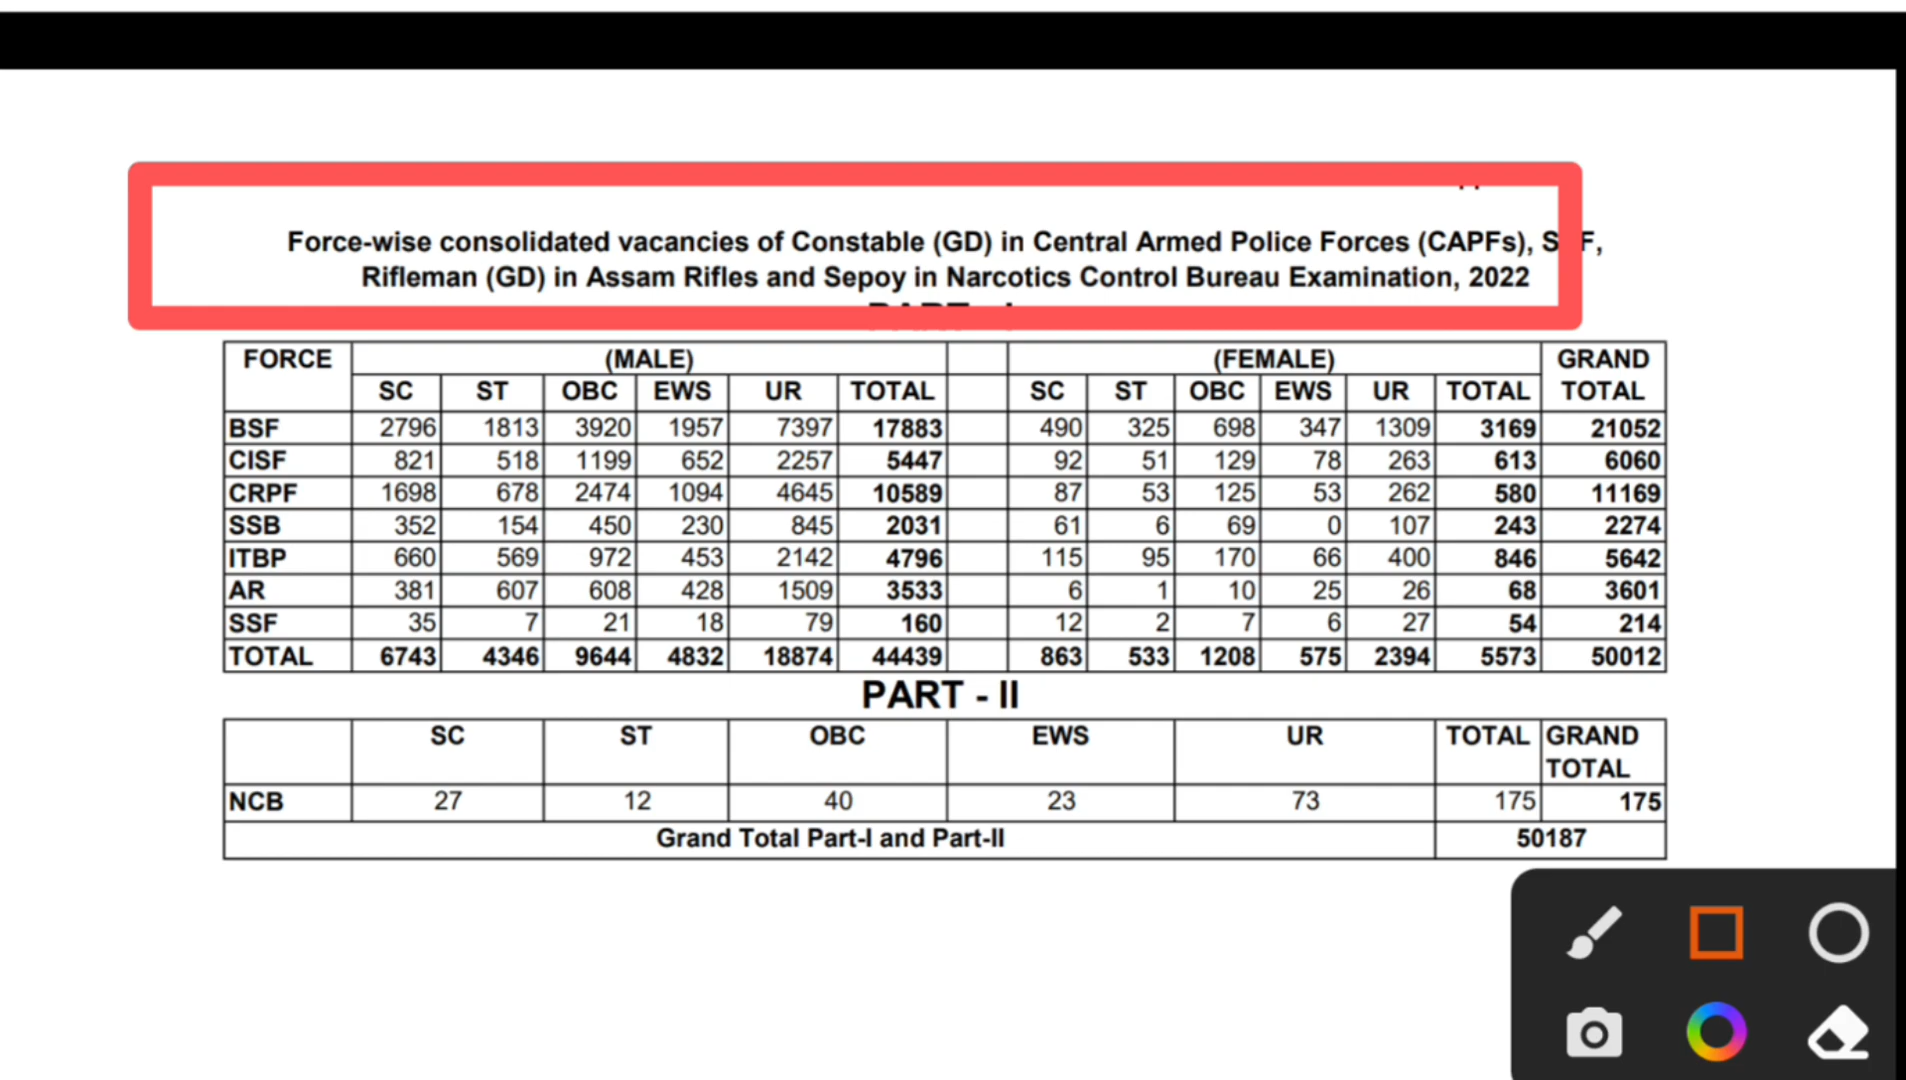 Force-wise consolidated vacancies of Constable (GD) in Central Armed Police Forces (CAPFs),
Rifleman (GD) in Assam Rifles and Sepoy in Narcotics Control Bureau Examination, 2022
FORCE (MALE) (FEMALE) GRAND TOTAL
SC ST OBC EWS UR TOTAL SC ST OBC EWS UR TOTAL
BSF 2796 1813 3920 1957 7397 17883 490 325 698 347 1309 3169 21052
CISF 821 518 1199 652 2257 5447 92 51 129 78 263 613 6060
CRPF 1698 678 2474 1094 4645 10589 87 53 125 53 262 580 11169
SSB 352 154 450 230 845 2031 61 6 69 0 107 243 2274
ITBP 660 569 972 453 2142 4796 115 95 170 66 400 846 5642
AR 381 607 608 428 1509 3533 6 1 10 25 26 68 3601
SSF 35 7 21 18 79 160 12 2 7 6 27 54 214
TOTAL 6743 4346 9644 4832 18874 44439 863 533 1208 575 2394 5573 50012
PART - II
SC ST OBC EWS UR TOTAL GRAND TOTAL
NCB 27 12 40 23 73 175 175
Grand Total Part-I and Part-II 50187